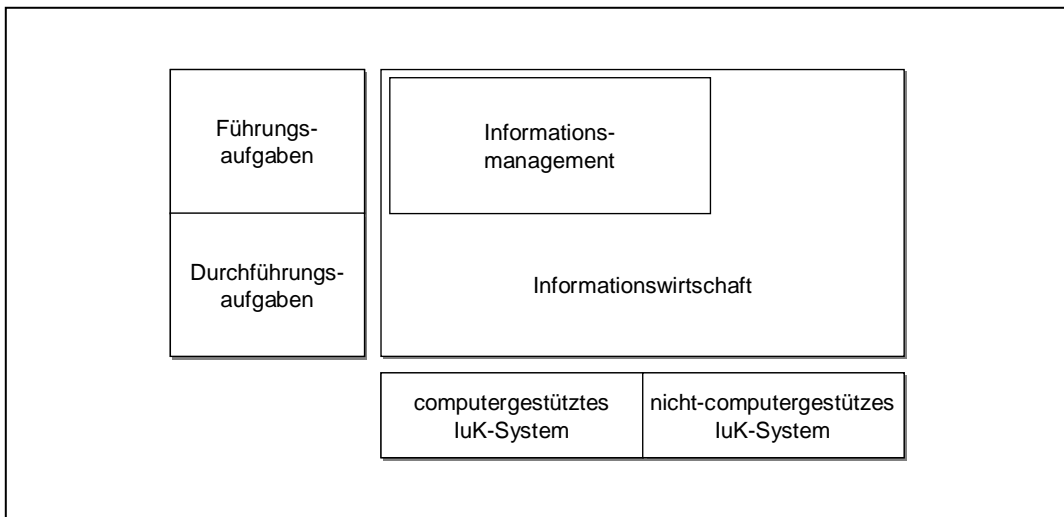 Führungs-
aufgaben
Informations-
management
Durchführungs-
aufgaben
Informationswirtschaft
computergestütztes
IuK-System
nicht-computergestützes
IuK-System